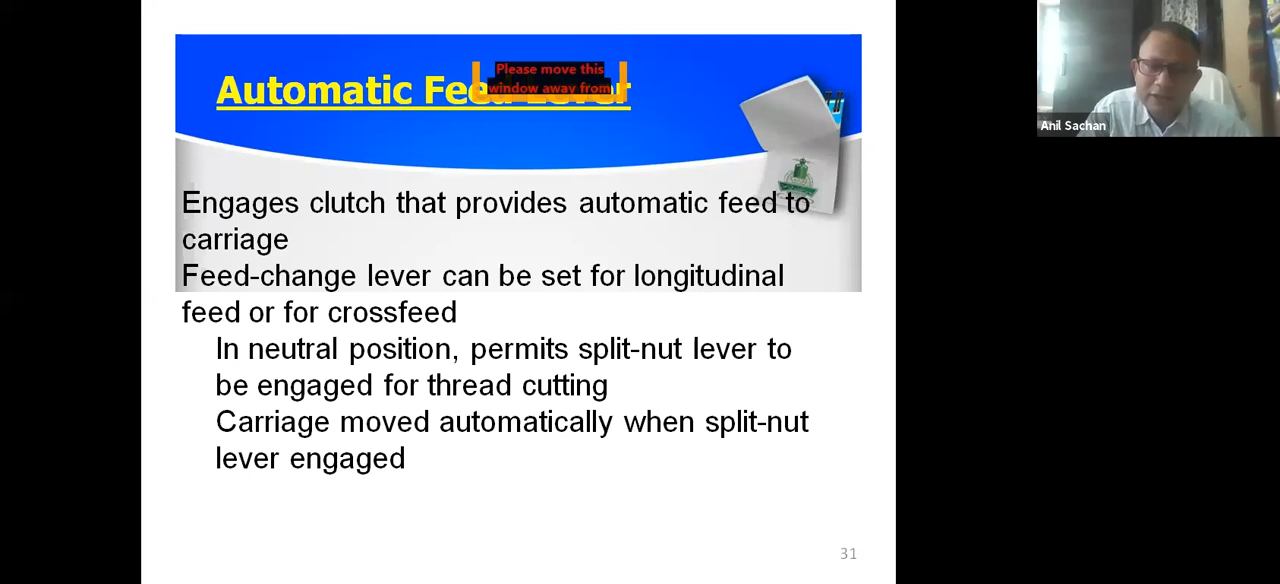 Automatic Feed Lever
Please move this
window away from
Engages clutch that provides automatic feed to
carriage
Feed-change lever can be set for longitudinal
feed or for crossfeed
In neutral position, permits split-nut lever to
be engaged for thread cutting
Carriage moved automatically when split-nut
lever engaged
31
Anil Sachan